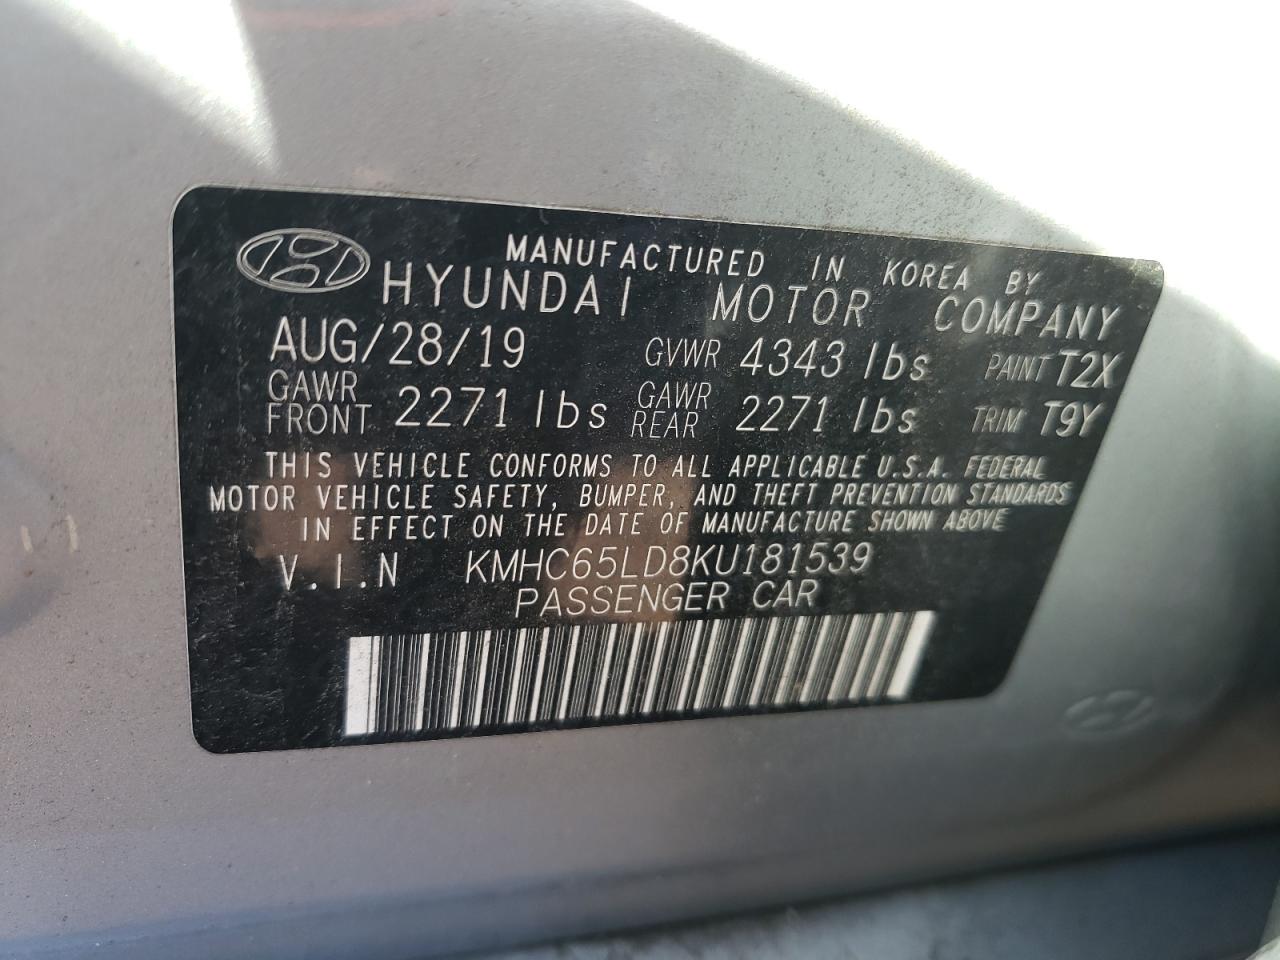 MANUFACTURED IN KOREA BY
HYUNDAI MOTOR COMPANY
AUG/28/19 GVWR 4343 lbs PAINT T2X
GAWR FRONT 2271 lbs GAWR REAR 2271 lbs TRIM T9Y
THIS VEHICLE CONFORMS TO ALL APPLICABLE U.S.A. FEDERAL
MOTOR VEHICLE SAFETY, BUMPER, AND THEFT PREVENTION STANDARDS
IN EFFECT ON THE DATE OF MANUFACTURE SHOWN ABOVE
V.I.N KMHC65LD8KU181539
PASSENGER CAR